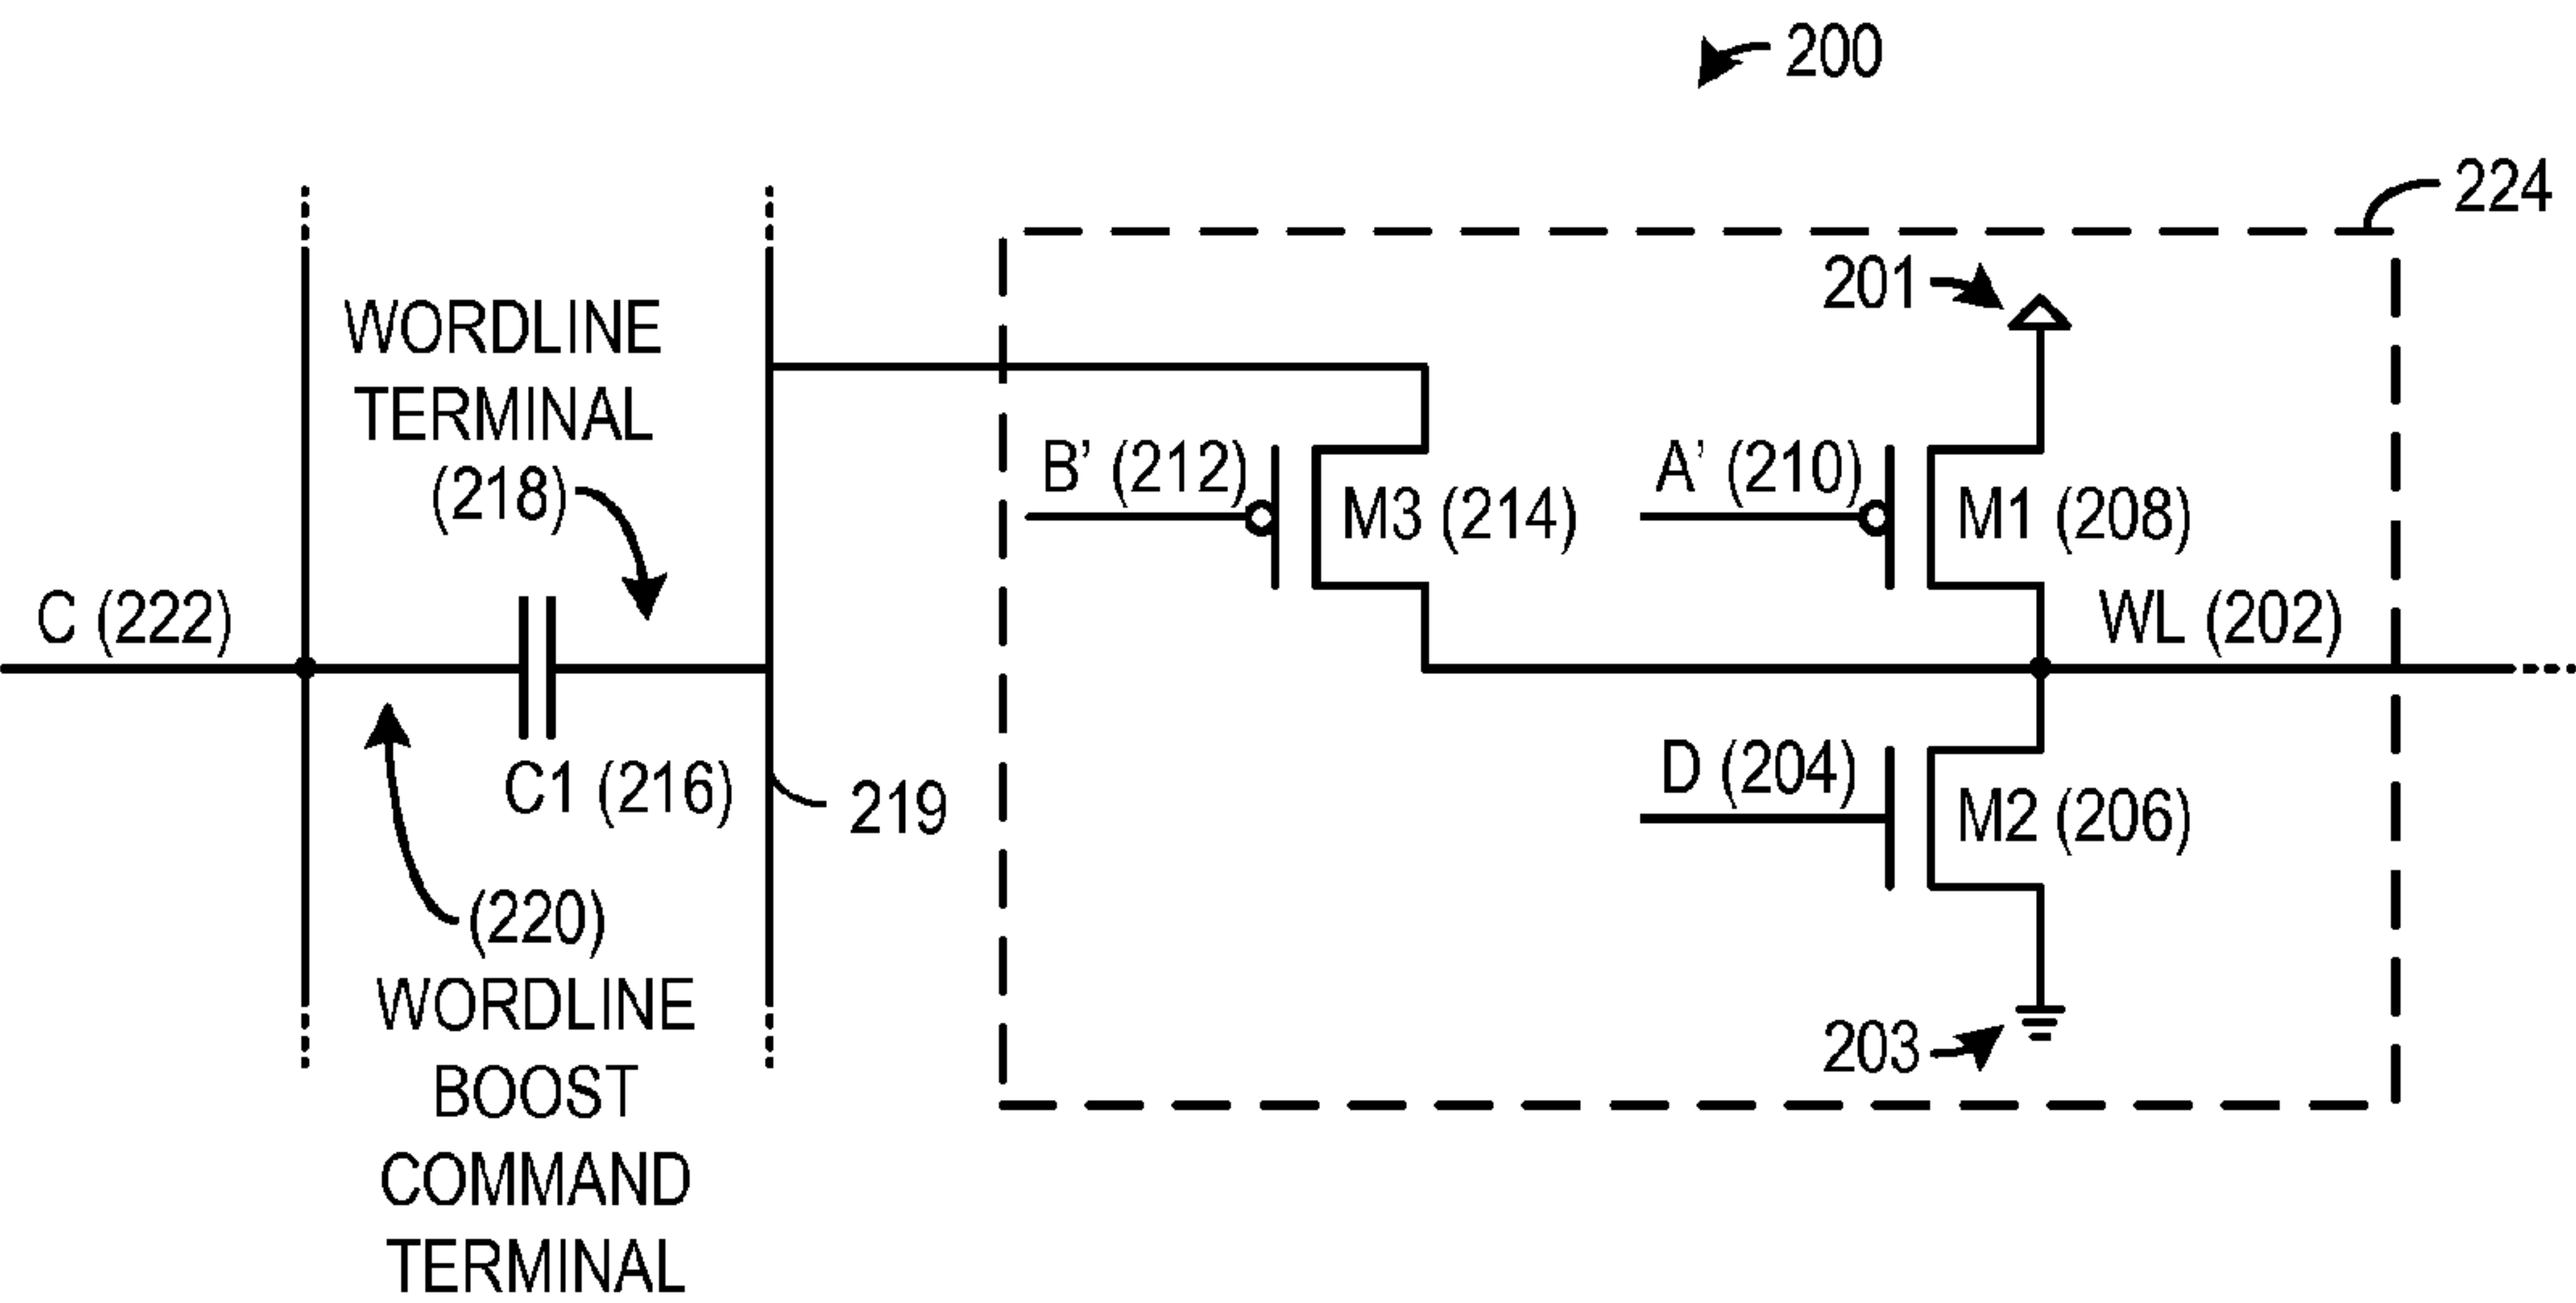 200
224
201
WORDLINE
TERMINAL
(218)
B’ (212)
M3 (214)
A’ (210)
M1 (208)
C (222)
WL (202)
C1 (216)
219
D (204)
M2 (206)
(220)
WORDLINE
BOOST
COMMAND
TERMINAL
203